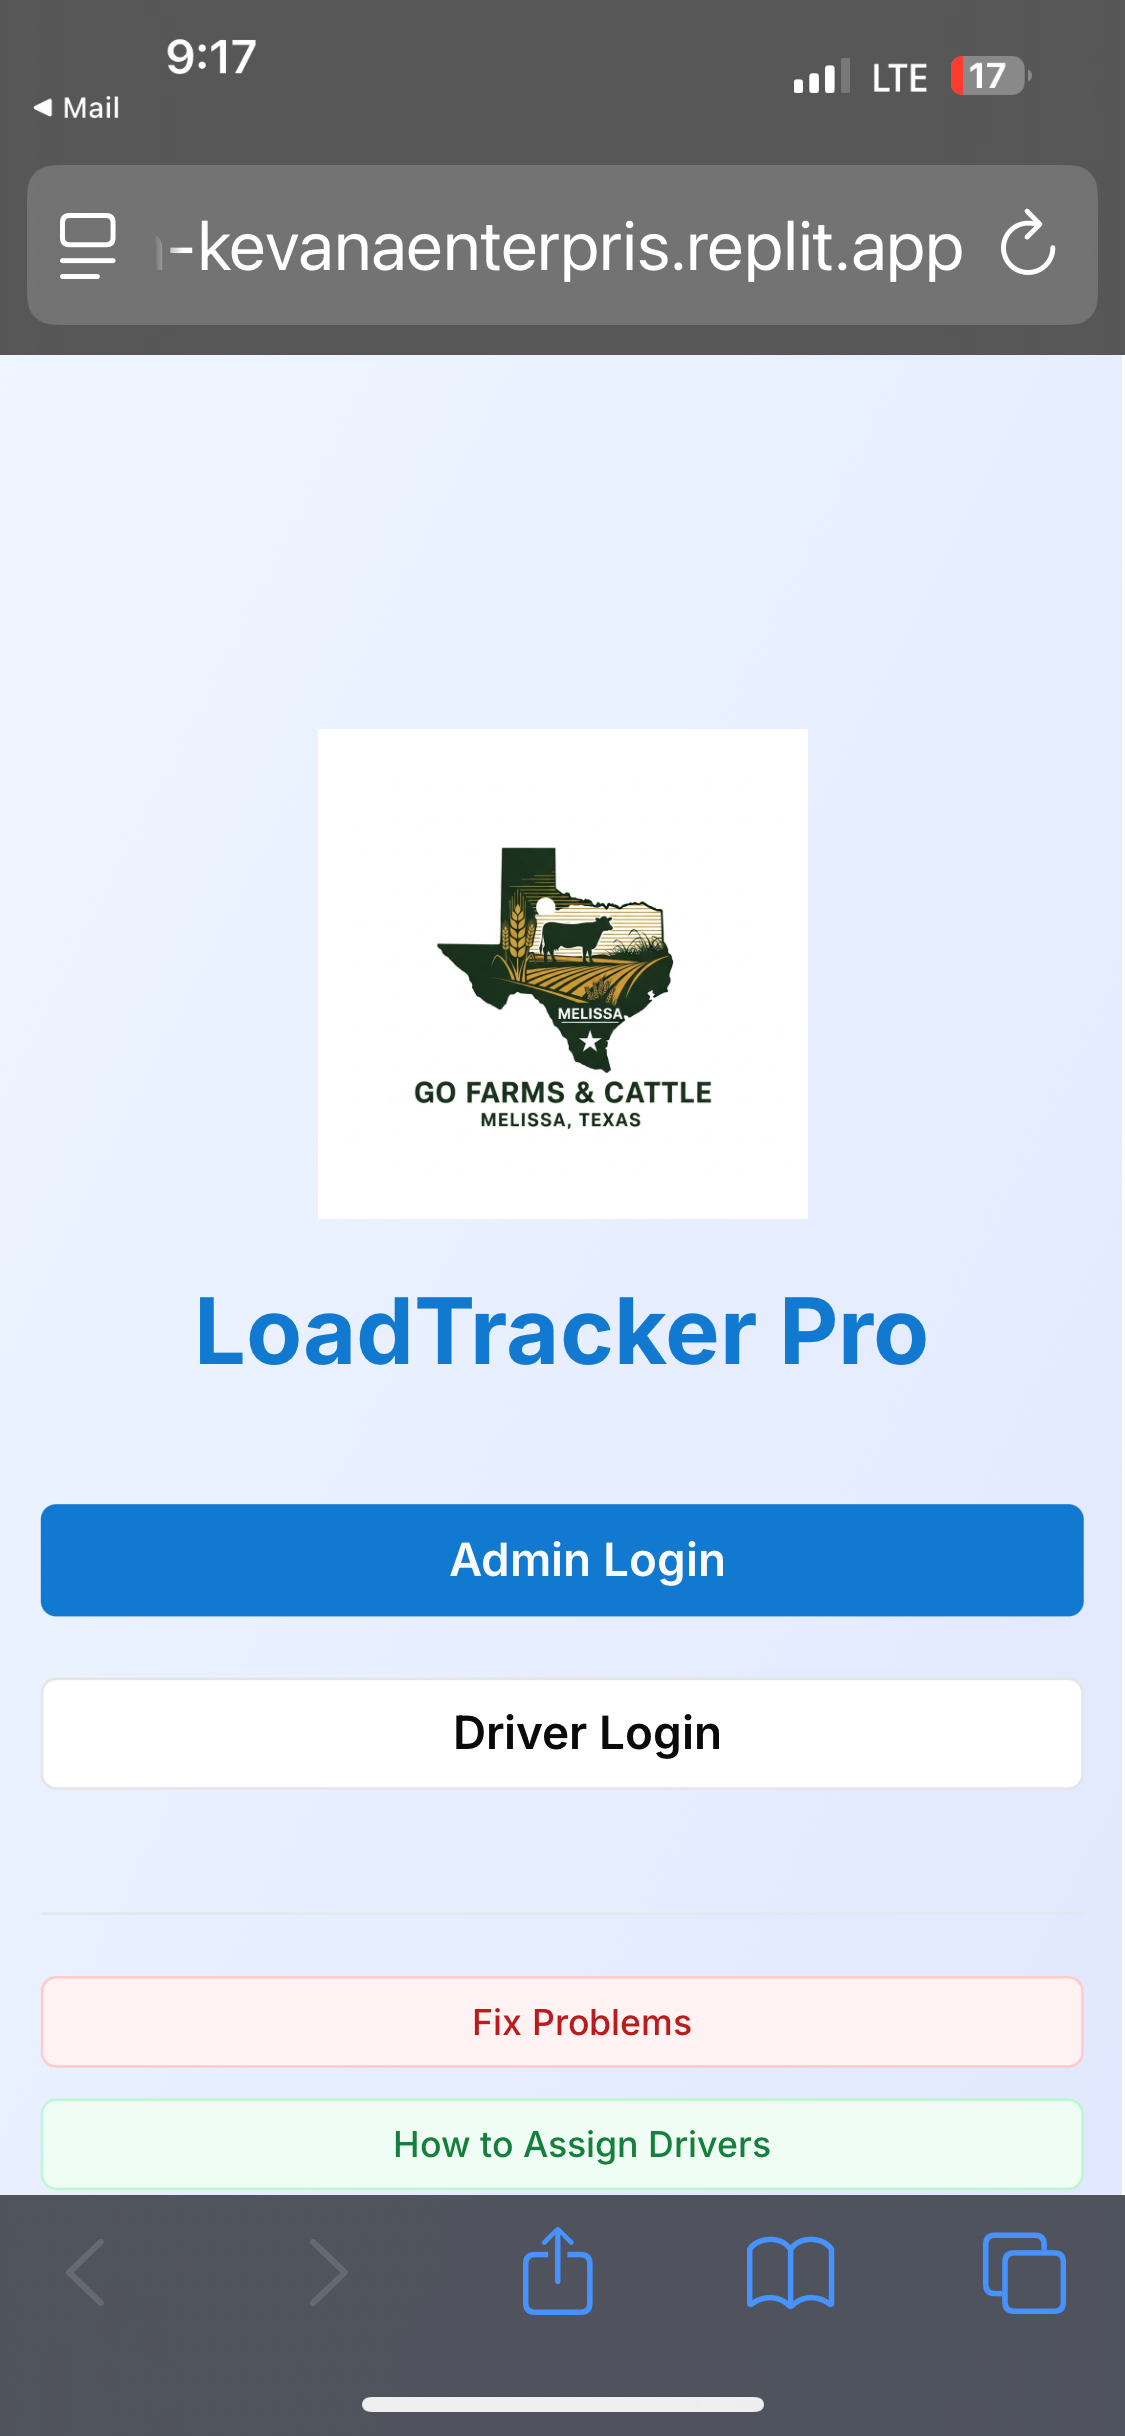 9:17
LTE
17
Mail
-kevanaenterpris.replit.app
MELISSA
GO FARMS & CATTLE
MELISSA, TEXAS
LoadTracker Pro
Admin Login
Driver Login
Fix Problems
How to Assign Drivers